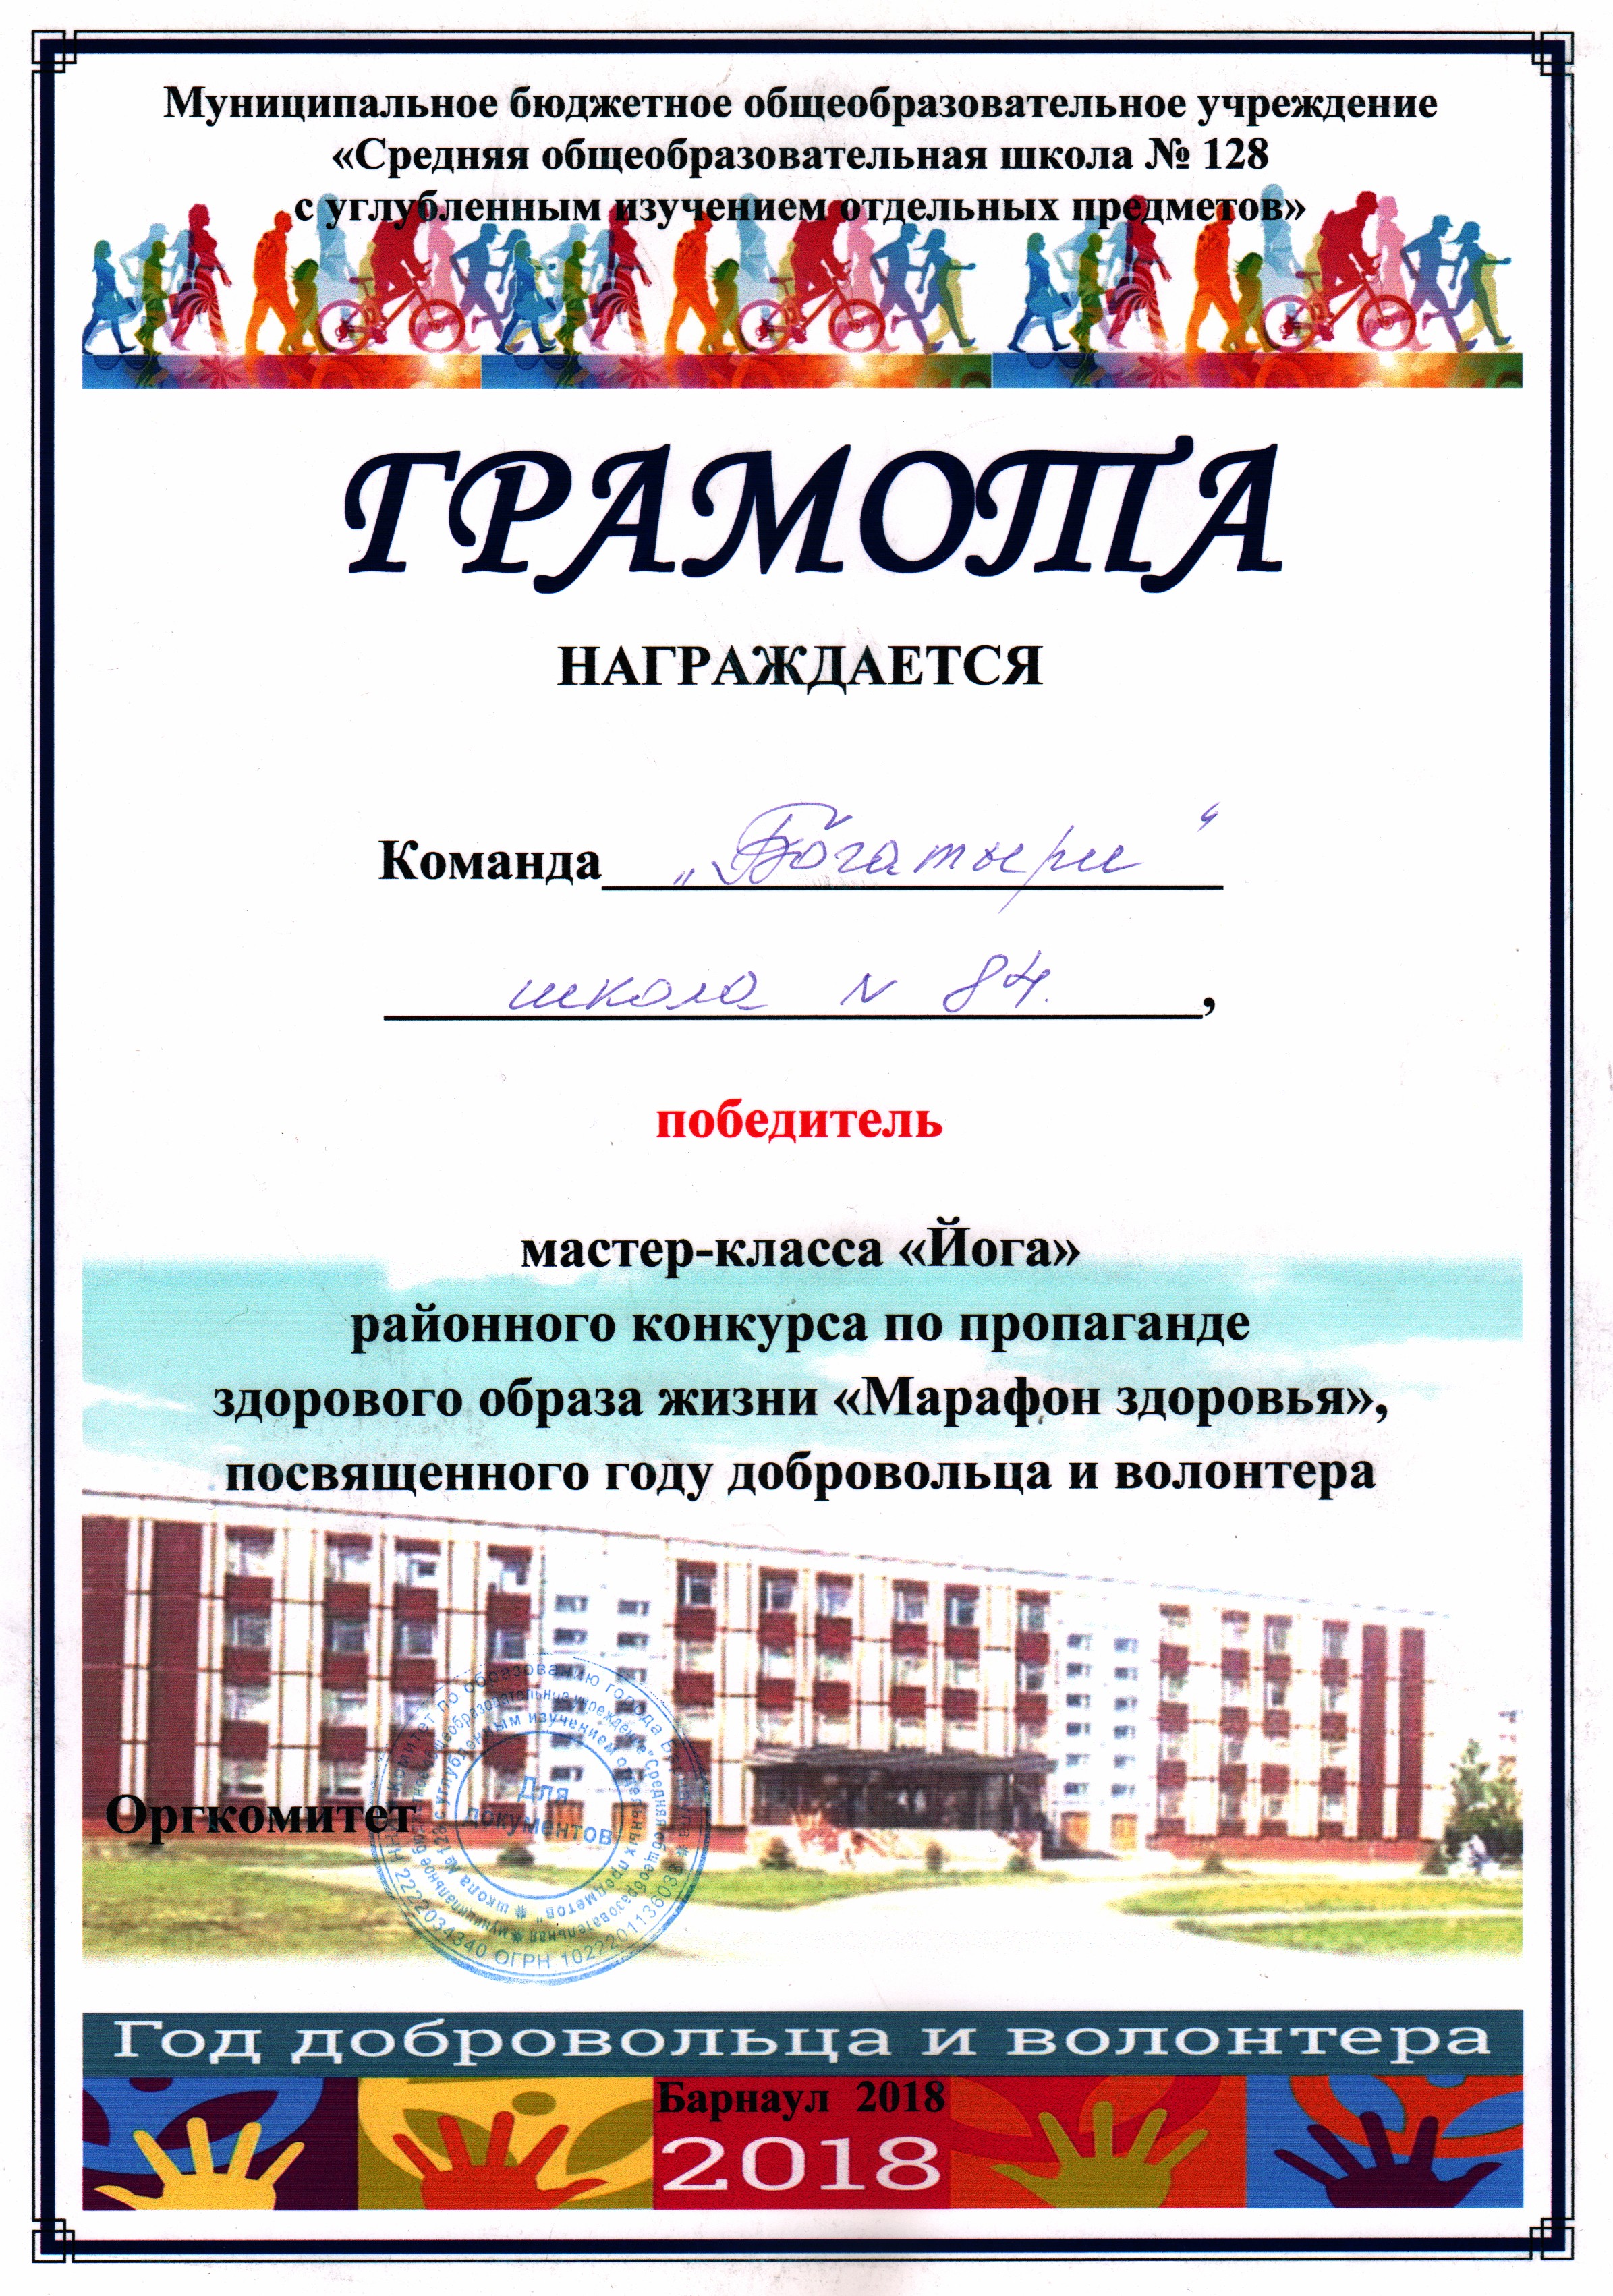 Муниципальное бюджетное общеобразовательное учреждение
«Средняя общеобразовательная школа № 128
с углубленным изучением отдельных предметов»
ГРАМОТА
НАГРАЖДАЕТСЯ
Команда „Богатыри“
школа N 84. ,
победитель
мастер-класса «Йога»
районного конкурса по пропаганде
здорового образа жизни «Марафон здоровья»,
посвященного году добровольца и волонтера
Оргкомитет
Комитет по образованию города Барнаула * ИНН 2222034340 ОГРН 1022201136038
* муниципальное бюджетное общеобразовательное учреждение "Средняя общеобразовательная
* школа № 128 с углубленным изучением отдельных предметов"
Для
документов
Год добровольца и волонтера
Барнаул 2018
2018